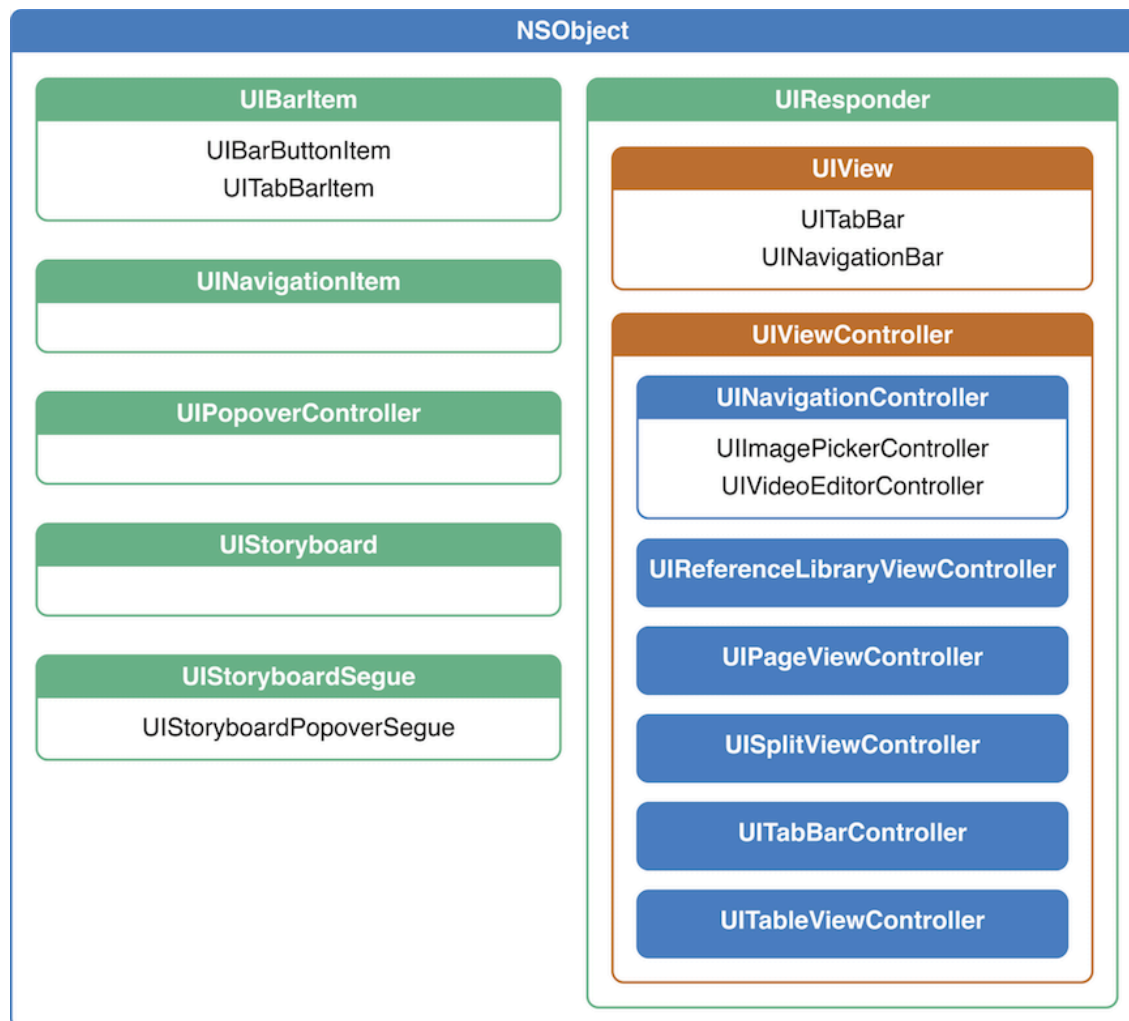 NSObject
UIBarItem
UIBarButtonItem
UITabBarItem
UINavigationItem
UIPopoverController
UIStoryboard
UIStoryboardSegue
UIStoryboardPopoverSegue
UIResponder
UIView
UITabBar
UINavigationBar
UIViewController
UINavigationController
UIImagePickerController
UIVideoEditorController
UIReferenceLibraryViewController
UIPageViewController
UISplitViewController
UITabBarController
UITableViewController